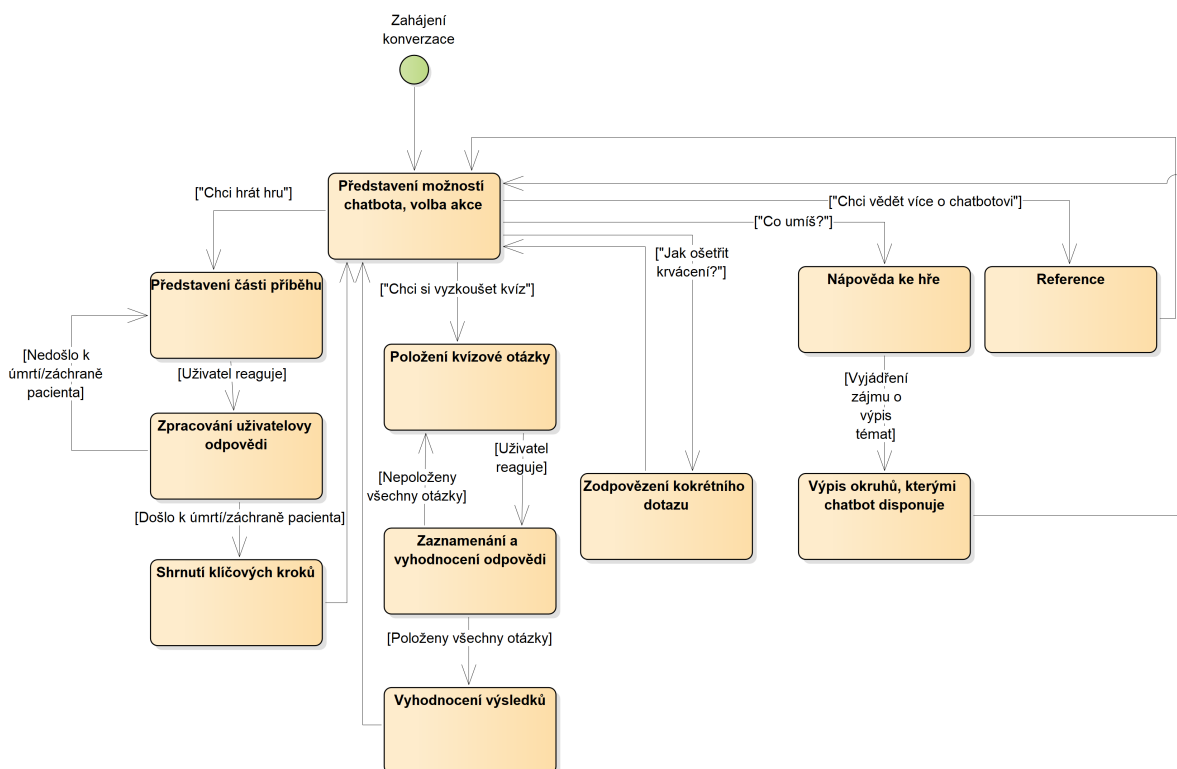 Zahájení
konverzace
Představení možností
chatbota, volba akce
["Chci hrát hru"]
["Chci vědět více o chatbotovi"]
["Co umíš?"]
["Jak ošetřit
krvácení?"]
Představení části příběhu
["Chci si vyzkoušet kvíz"]
Nápověda ke hře
Reference
[Nedošlo k
úmrtí/záchraně
pacienta]
[Uživatel reaguje]
Položení kvízové otázky
[Vyjádření
zájmu o
výpis
témat]
Zpracování uživatelovy
odpovědi
[Uživatel
reaguje]
[Nepoloženy
všechny otázky]
Zodpovězení kokrétního
dotazu
Výpis okruhů, kterými
chatbot disponuje
[Došlo k úmrtí/záchraně pacienta]
Zaznamenání a
vyhodnocení odpovědi
Shrnutí klíčových kroků
[Položeny všechny otázky]
Vyhodnocení výsledků